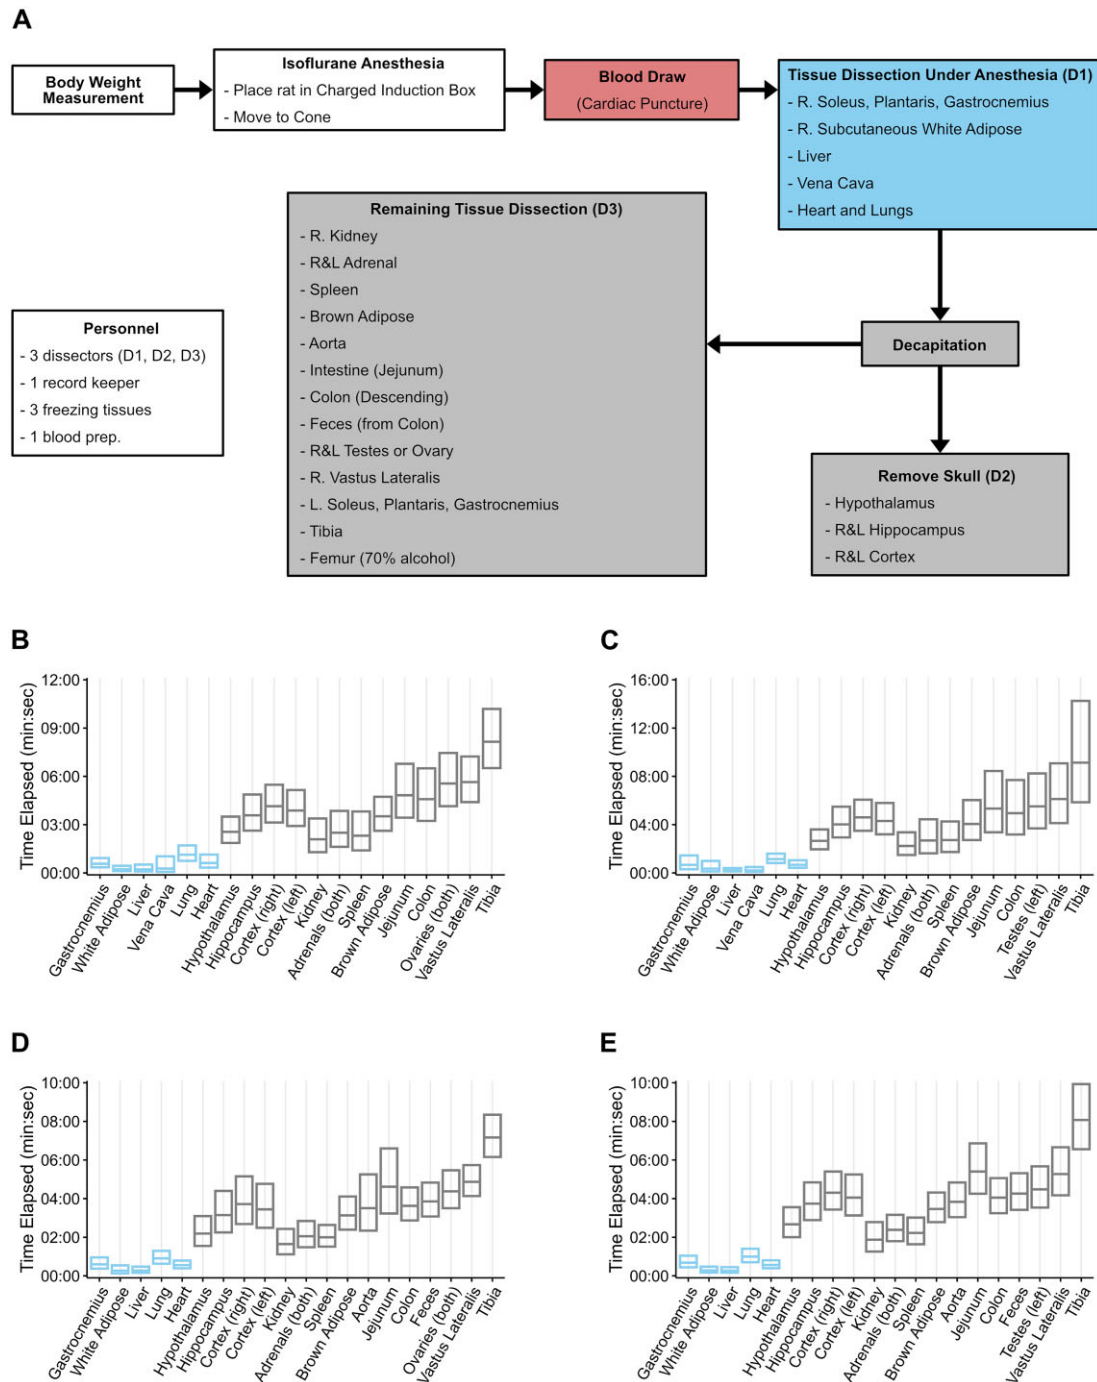 A
Body Weight
Measurement
Isoflurane Anesthesia
- Place rat in Charged Induction Box
- Move to Cone
Blood Draw
(Cardiac Puncture)
Tissue Dissection Under Anesthesia (D1)
- R. Soleus, Plantaris, Gastrocnemius
- R. Subcutaneous White Adipose
- Liver
- Vena Cava
- Heart and Lungs
Remaining Tissue Dissection (D3)
- R. Kidney
- R&L Adrenal
- Spleen
- Brown Adipose
- Aorta
- Intestine (Jejunum)
- Colon (Descending)
- Feces (from Colon)
- R&L Testes or Ovary
- R. Vastus Lateralis
- L. Soleus, Plantaris, Gastrocnemius
- Tibia
- Femur (70% alcohol)
Personnel
- 3 dissectors (D1, D2, D3)
- 1 record keeper
- 3 freezing tissues
- 1 blood prep.
Decapitation
Remove Skull (D2)
- Hypothalamus
- R&L Hippocampus
- R&L Cortex
B
Time Elapsed (min:sec)
12:00
09:00
06:00
03:00
00:00
Gastrocnemius
White Adipose
Liver
Vena Cava
Lung
Heart
Hypothalamus
Hippocampus
Cortex (right)
Cortex (left)
Kidney
Adrenals (both)
Spleen
Brown Adipose
Jejunum
Colon
Ovaries (both)
Vastus Lateralis
Tibia
C
Time Elapsed (min:sec)
16:00
12:00
08:00
04:00
00:00
Gastrocnemius
White Adipose
Liver
Vena Cava
Lung
Heart
Hypothalamus
Hippocampus
Cortex (right)
Cortex (left)
Kidney
Adrenals (both)
Spleen
Brown Adipose
Jejunum
Colon
Testes (left)
Vastus Lateralis
Tibia
D
Time Elapsed (min:sec)
10:00
08:00
06:00
04:00
02:00
00:00
Gastrocnemius
White Adipose
Liver
Lung
Heart
Hypothalamus
Hippocampus
Cortex (right)
Cortex (left)
Kidney
Adrenals (both)
Spleen
Brown Adipose
Aorta
Jejunum
Colon
Feces
Ovaries (both)
Vastus Lateralis
Tibia
E
Time Elapsed (min:sec)
10:00
08:00
06:00
04:00
02:00
00:00
Gastrocnemius
White Adipose
Liver
Lung
Heart
Hypothalamus
Hippocampus
Cortex (right)
Cortex (left)
Kidney
Adrenals (both)
Spleen
Brown Adipose
Aorta
Jejunum
Colon
Feces
Testes (left)
Vastus Lateralis
Tibia